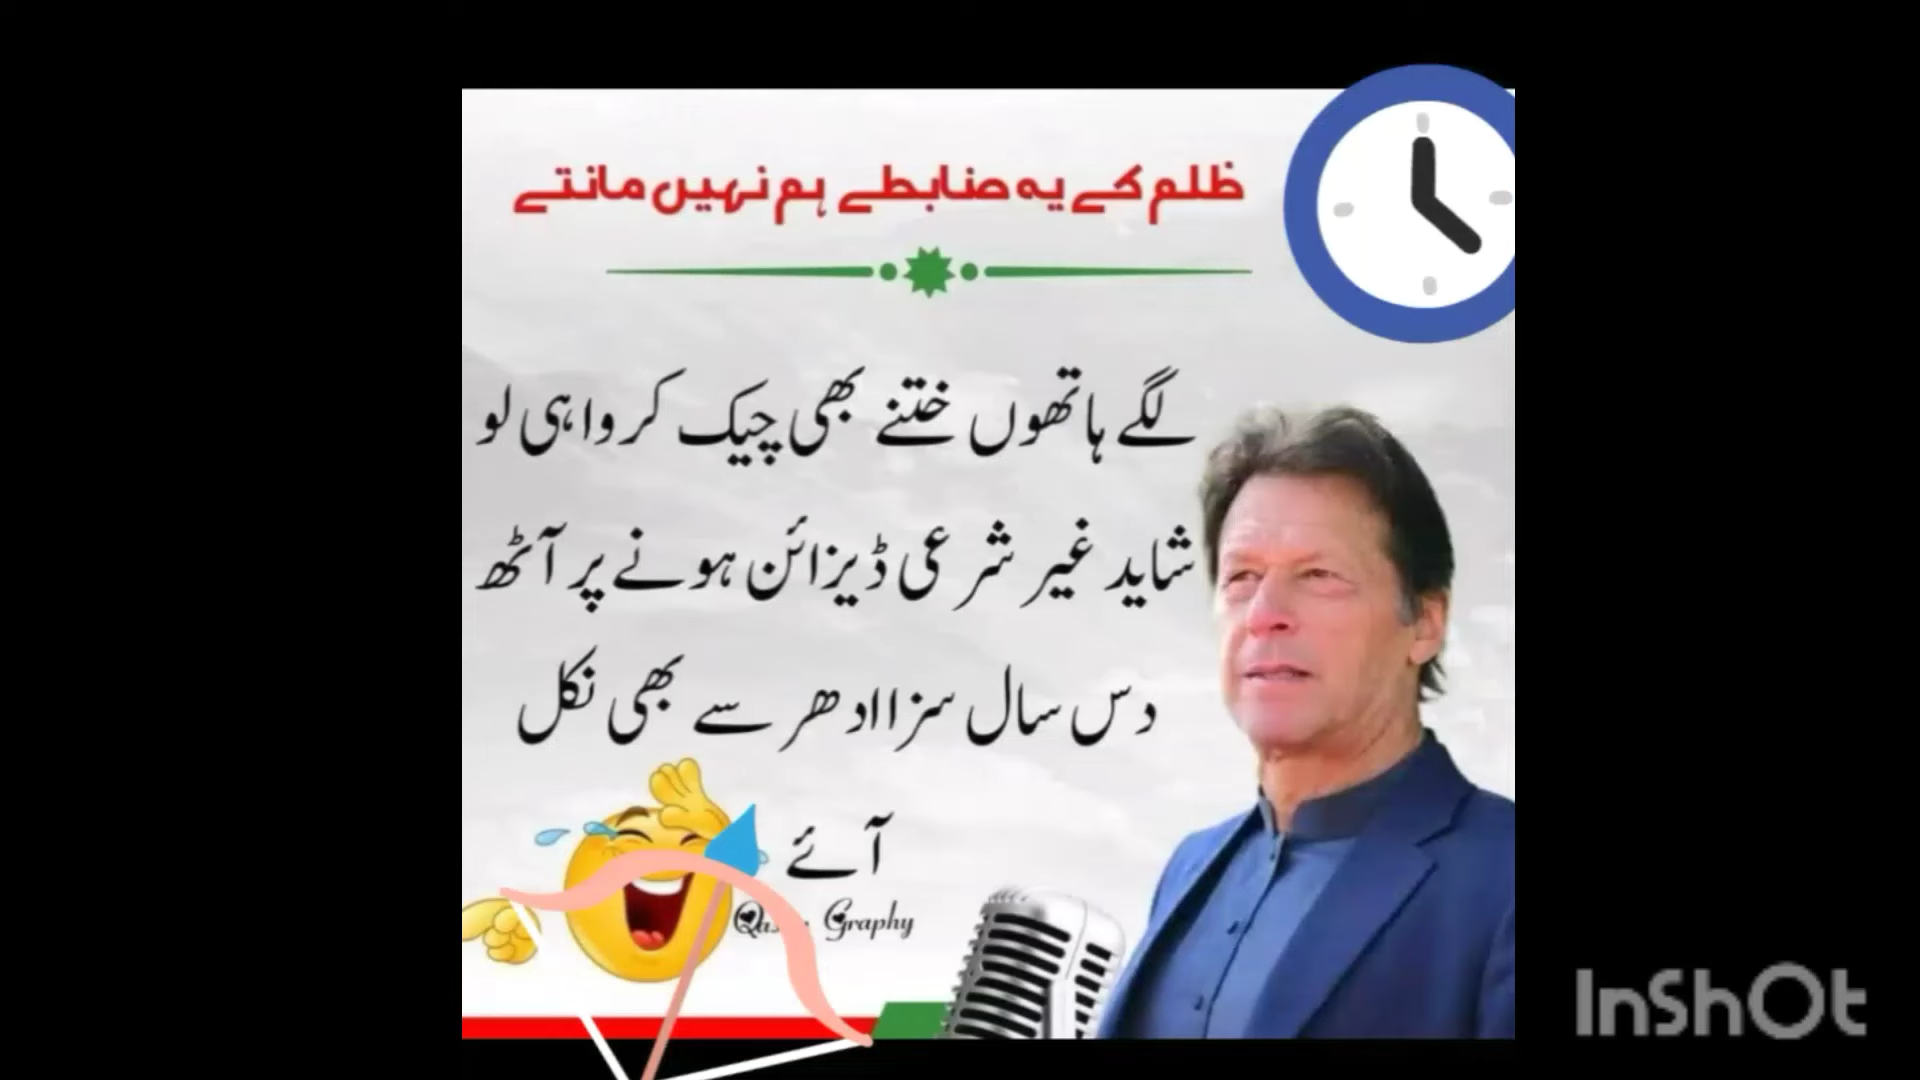 ظلم کے یہ ضابطے ہم نہیں مانتے
لگے ہاتھوں ختنے بھی چیک کروا ہی لو
شاید غیر شرعی ڈیزائن ہونے پر آٹھ
دس سال سزا ادھر سے بھی نکل
آئے
Graphy
InShOt